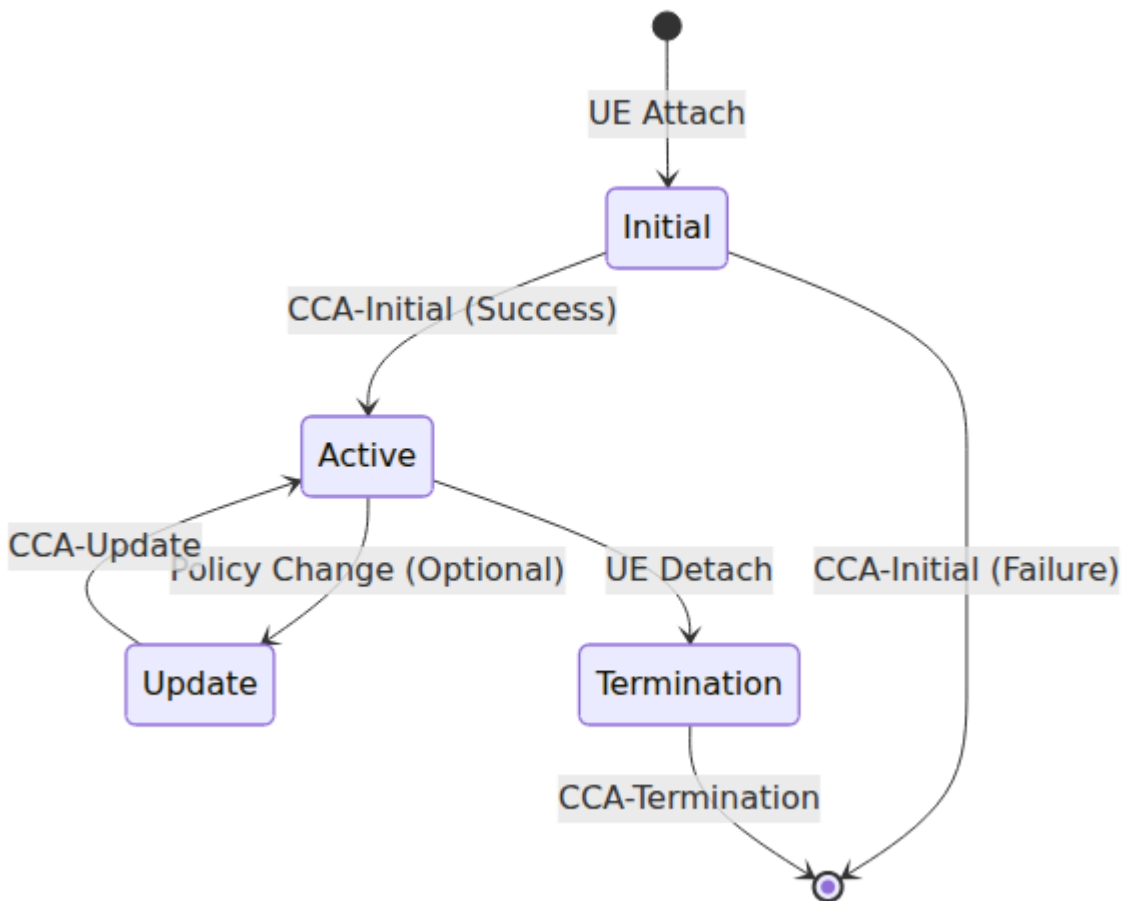 UE Attach
Initial
CCA-Initial (Success)
Active
CCA-Update
Policy Change (Optional)
UE Detach
CCA-Initial (Failure)
Update
Termination
CCA-Termination